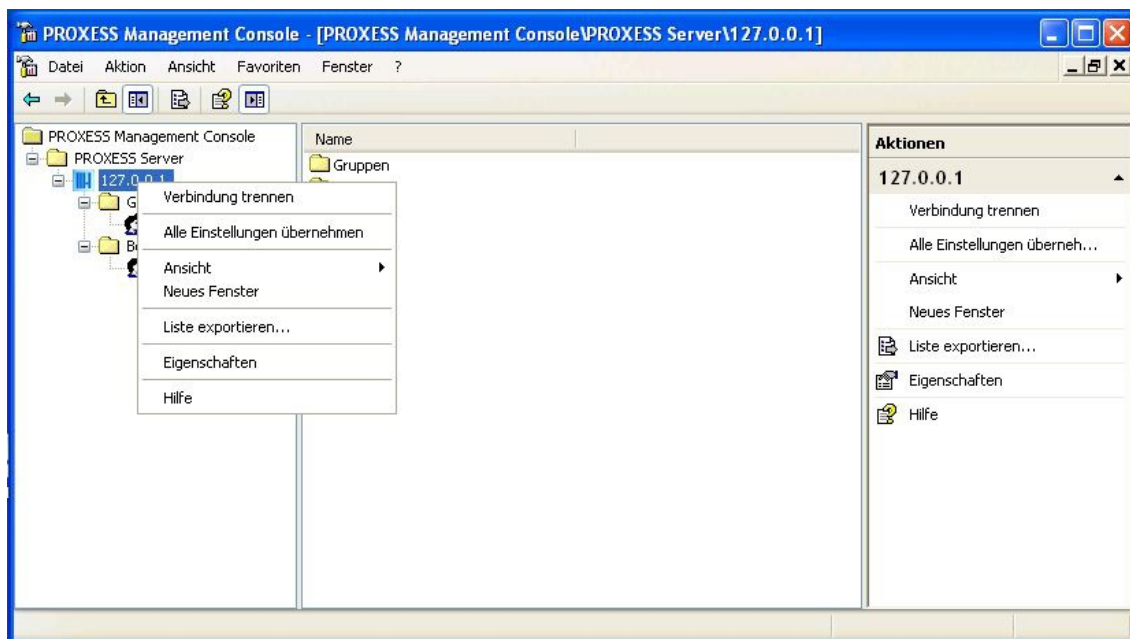 PROXESS Management Console - [PROXESS Management Console\PROXESS Server\127.0.0.1]
Datei Aktion Ansicht Favoriten Fenster ?
PROXESS Management Console
PROXESS Server
127.0.0.1
G
B
Name
Gruppen
Verbindung trennen
Alle Einstellungen übernehmen
Ansicht
Neues Fenster
Liste exportieren...
Eigenschaften
Hilfe
Aktionen
127.0.0.1
Verbindung trennen
Alle Einstellungen überneh...
Ansicht
Neues Fenster
Liste exportieren...
Eigenschaften
Hilfe